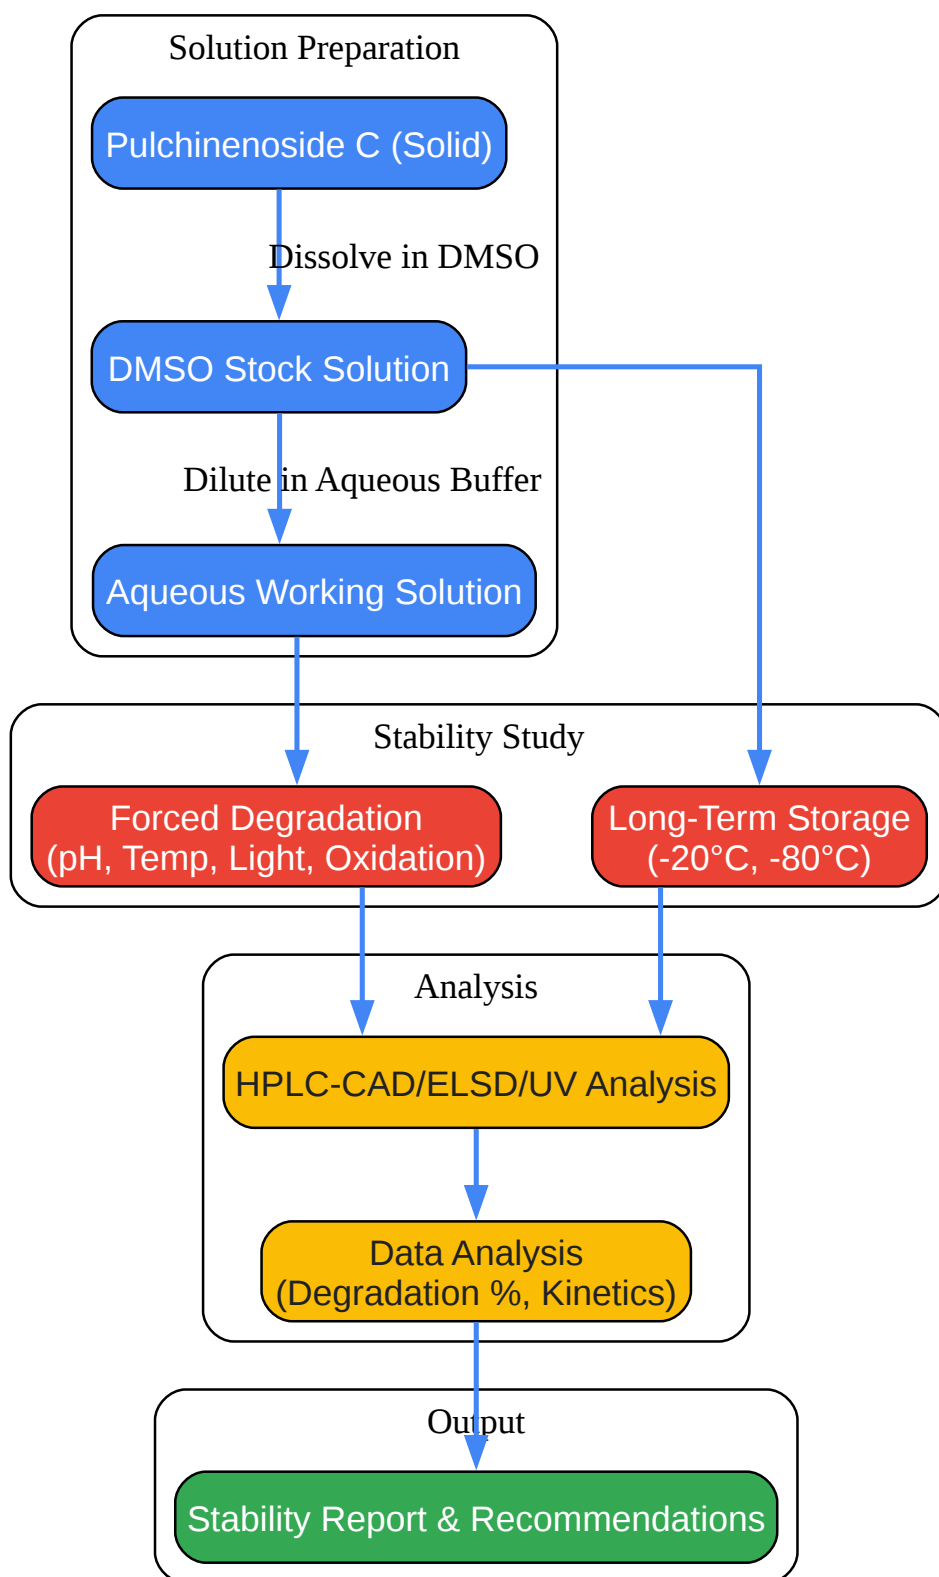 Solution Preparation
Pulchinenoside C (Solid)
Dissolve in DMSO
DMSO Stock Solution
Dilute in Aqueous Buffer
Aqueous Working Solution
Stability Study
Forced Degradation
(pH, Temp, Light, Oxidation)
Long-Term Storage
(-20°C, -80°C)
Analysis
HPLC-CAD/ELSD/UV Analysis
Data Analysis
(Degradation %, Kinetics)
Output
Stability Report & Recommendations